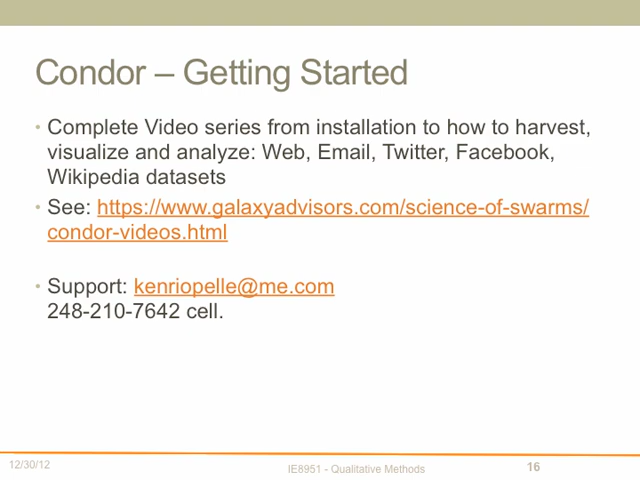 Condor – Getting Started
• Complete Video series from installation to how to harvest,
visualize and analyze: Web, Email, Twitter, Facebook,
Wikipedia datasets
• See: https://www.galaxyadvisors.com/science-of-swarms/
condor-videos.html
• Support: kenriopelle@me.com
248-210-7642 cell.
12/30/12
IE8951 - Qualitative Methods
16